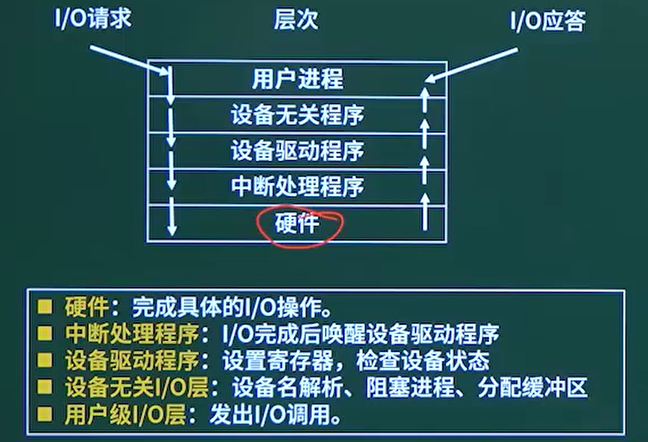 I/O请求 层次 I/O应答
用户进程
设备无关程序
设备驱动程序
中断处理程序
硬件
■ 硬件：完成具体的I/O操作。
■ 中断处理程序：I/O完成后唤醒设备驱动程序
■ 设备驱动程序：设置寄存器，检查设备状态
■ 设备无关I/O层：设备名解析、阻塞进程、分配缓冲区
■ 用户级I/O层：发出I/O调用。